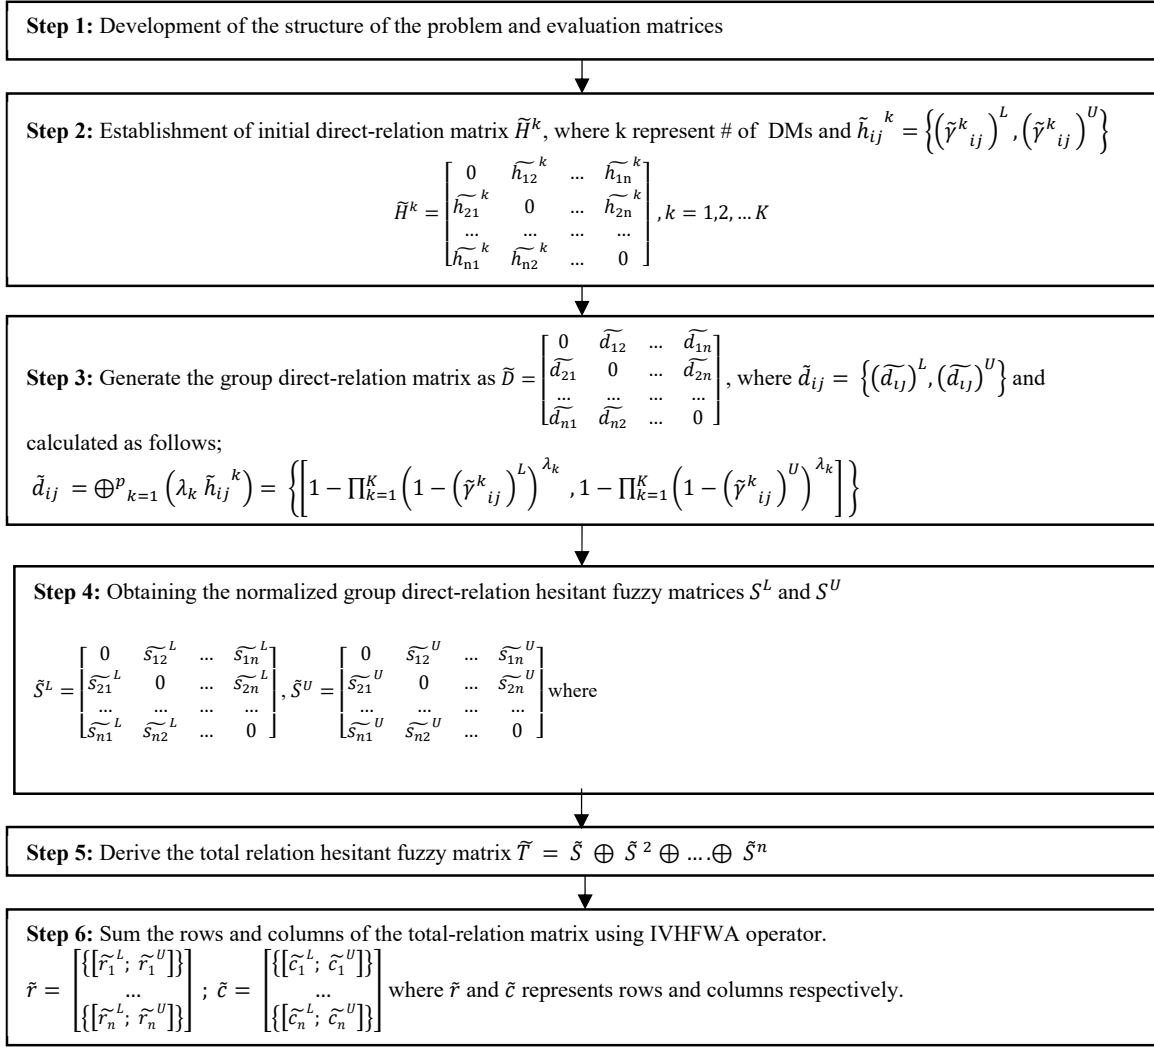 Step 1: Development of the structure of the problem and evaluation matrices
Step 2: Establishment of initial direct-relation matrix H̃^k, where k represent # of DMs and h̃_ij^k = {(γ̃^k_ij)^L, (γ̃^k_ij)^U}
H̃^k = [0 h̃_12^k … h̃_1n^k
h̃_21^k 0 … h̃_2n^k
… … … …
h̃_n1^k h̃_n2^k … 0], k = 1,2, … K
Step 3: Generate the group direct-relation matrix as D̃ = [0 d̃_12 … d̃_1n
d̃_21 0 … d̃_2n
… … … …
d̃_n1 d̃_n2 … 0], where d̃_ij = {(d̃_ıȷ)^L, (d̃_ıȷ)^U} and
calculated as follows;
d̃_ij = ⊕^p_{k=1} (λ_k h̃_ij^k) = {[1 − ∏_{k=1}^K (1 − (γ̃^k_ij)^L)^{λ_k}, 1 − ∏_{k=1}^K (1 − (γ̃^k_ij)^U)^{λ_k}]}
Step 4: Obtaining the normalized group direct-relation hesitant fuzzy matrices S^L and S^U
S̃^L = [0 s̃_12^L … s̃_1n^L
s̃_21^L 0 … s̃_2n^L
… … … …
s̃_n1^L s̃_n2^L … 0], S̃^U = [0 s̃_12^U … s̃_1n^U
s̃_21^U 0 … s̃_2n^U
… … … …
s̃_n1^U s̃_n2^U … 0] where
Step 5: Derive the total relation hesitant fuzzy matrix T̃ = S̃ ⊕ S̃^2 ⊕ ….⊕ S̃^n
Step 6: Sum the rows and columns of the total-relation matrix using IVHFWA operator.
r̃ = [{[r̃_1^L; r̃_1^U]}
…
{[r̃_n^L; r̃_n^U]}] ; c̃ = [{[c̃_1^L; c̃_1^U]}
…
{[c̃_n^L; c̃_n^U]}] where r̃ and c̃ represents rows and columns respectively.